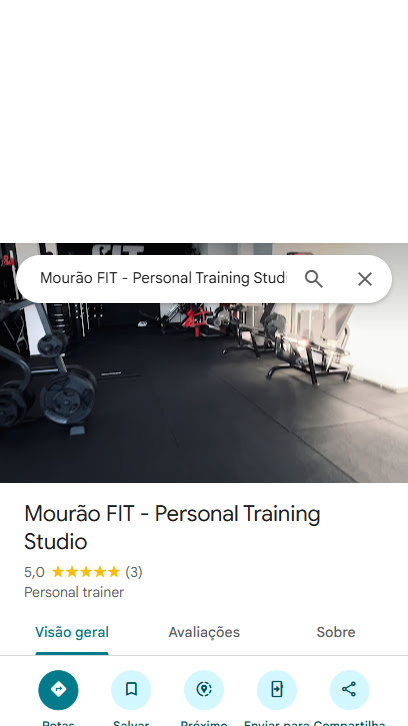 FIT
Mourão FIT - Personal Training Studi
Mourão FIT - Personal Training
Studio
5,0 (3)
Personal trainer
Visão geral Avaliações Sobre
Rotas Salvar Próximo Enviar para Compartilha